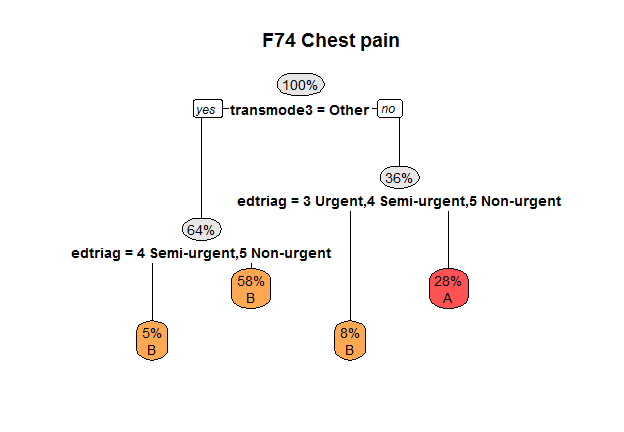 F74 Chest pain
100%
yes transmode3 = Other no
36%
edtriag = 3 Urgent,4 Semi-urgent,5 Non-urgent
64%
edtriag = 4 Semi-urgent,5 Non-urgent
58%
B
28%
A
5%
B
8%
B